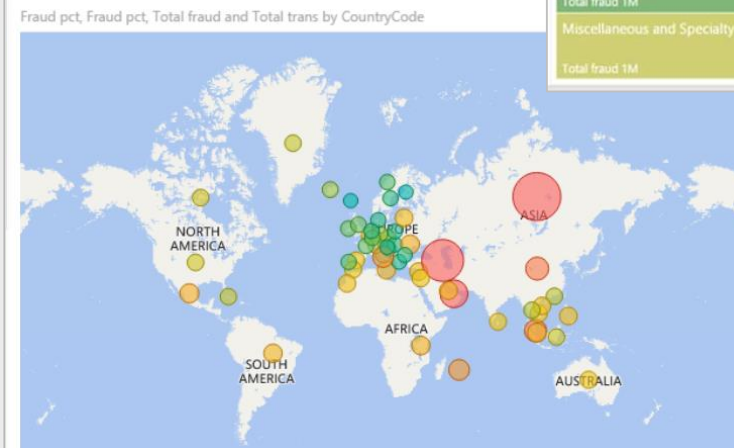 Fraud pct, Fraud pct, Total fraud and Total trans by CountryCode
Total fraud 1M
Miscellaneous and Specialty
Total fraud 1M
NORTH
AMERICA
ASIA
AFRICA
SOUTH
AMERICA
AUSTRALIA